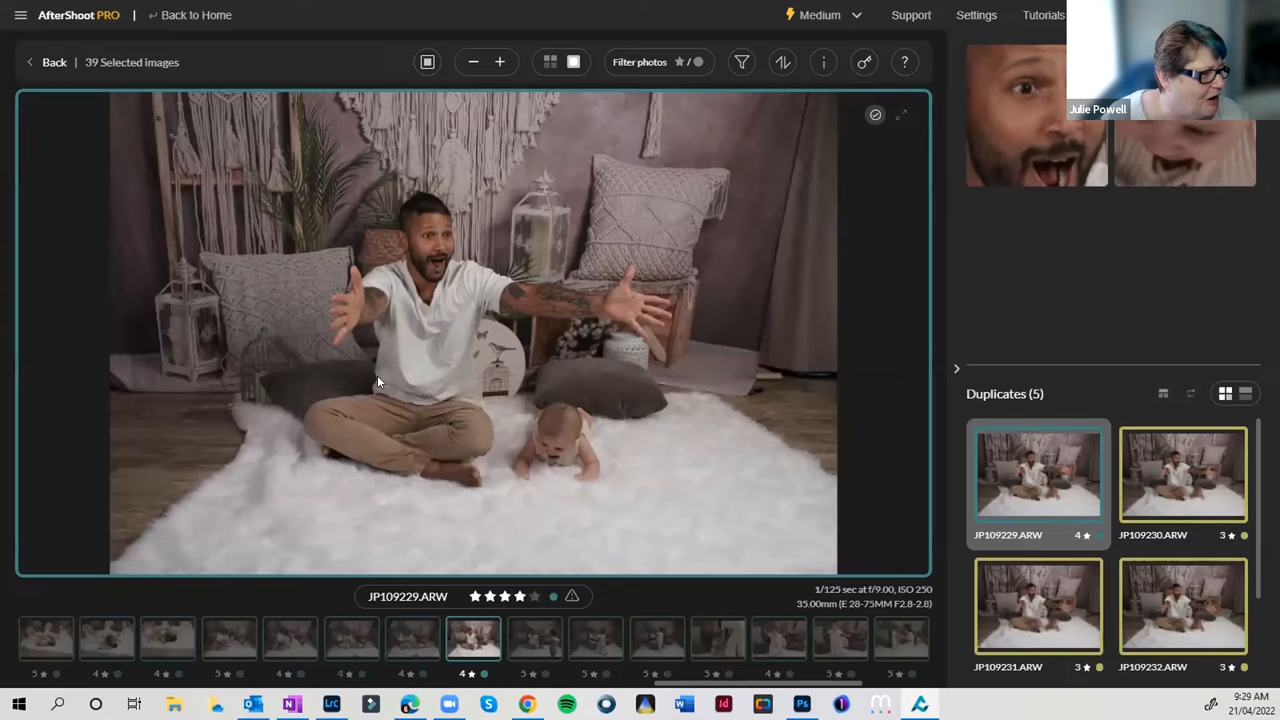 AfterShoot PRO | Back to Home Medium Support Settings Tutorials
Back | 39 Selected images Filter photos /
Julie Powell
Duplicates (5)
JP109229.ARW 4 JP109230.ARW 3
JP109229.ARW
1/125 sec at f/9.00, ISO 250
35.00mm (E 28-75MM F2.8-2.8)
JP109231.ARW 3 JP109232.ARW 3
5 4 4 5 4 4 4 4 5 5 5 5 4 5 4
Lrc Id Ps
9:29 AM
21/04/2022